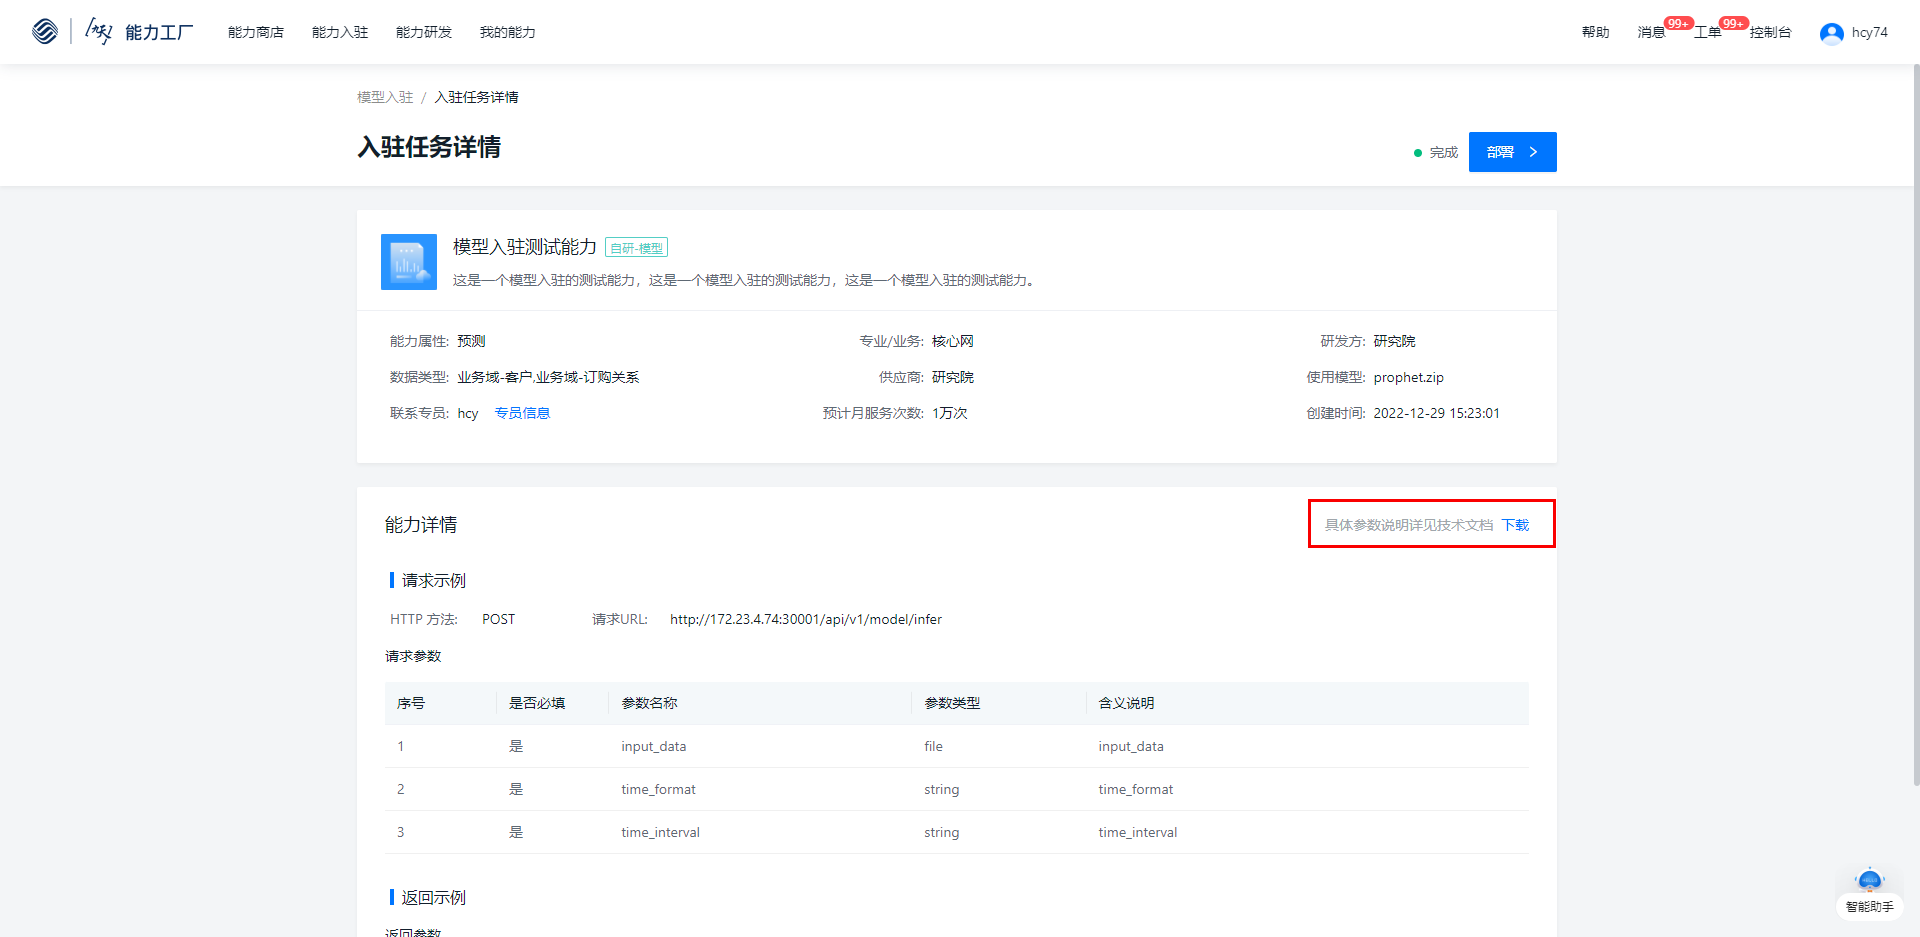 能力工厂 能力商店 能力入驻 能力研发 我的能力 帮助 消息 99+ 工单 99+ 控制台 hcy74
模型入驻 / 入驻任务详情
入驻任务详情
完成 部署 >
模型入驻测试能力 自研-模型
这是一个模型入驻的测试能力，这是一个模型入驻的测试能力，这是一个模型入驻的测试能力。
能力属性: 预测 专业/业务: 核心网 研发方: 研究院
数据类型: 业务域-客户,业务域-订购关系 供应商: 研究院 使用模型: prophet.zip
联系专员: hcy 专员信息 预计月服务次数: 1万次 创建时间: 2022-12-29 15:23:01
能力详情 具体参数说明详见技术文档 下载
请求示例
HTTP 方法: POST 请求URL: http://172.23.4.74:30001/api/v1/model/infer
请求参数
序号 是否必填 参数名称 参数类型 含义说明
1 是 input_data file input_data
2 是 time_format string time_format
3 是 time_interval string time_interval
返回示例
返回参数
智能助手